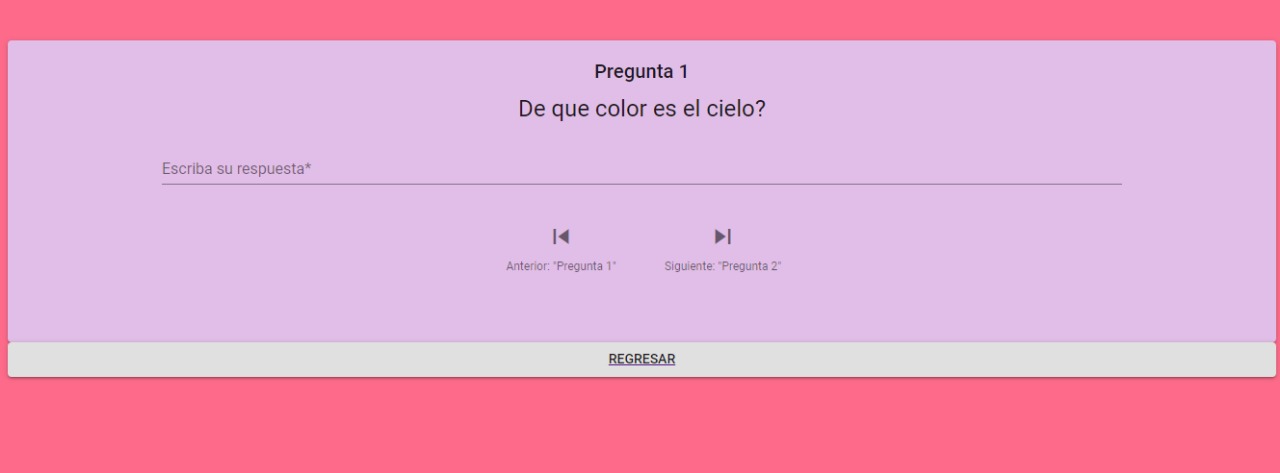 Pregunta 1
De que color es el cielo?
Escriba su respuesta*
Anterior: "Pregunta 1"
Siguiente: "Pregunta 2"
REGRESAR